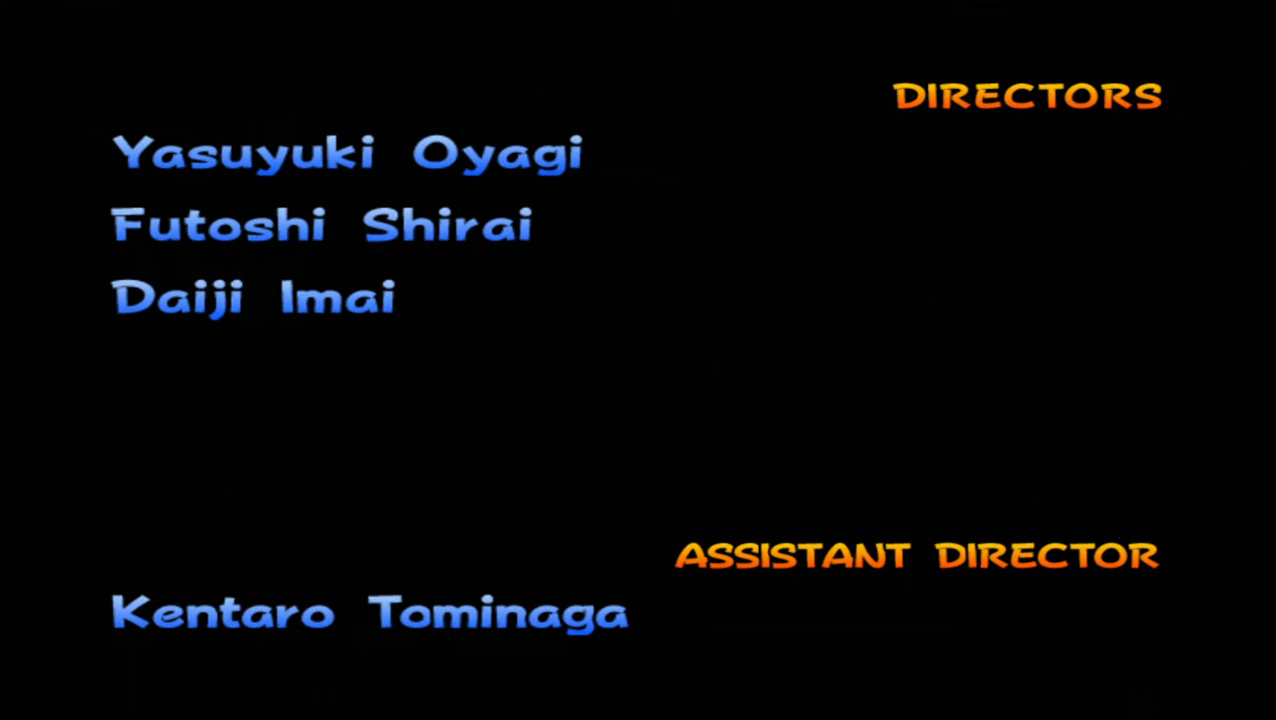 DIRECTORS
Yasuyuki Oyagi
Futoshi Shirai
Daiji Imai
ASSISTANT DIRECTOR
Kentaro Tominaga